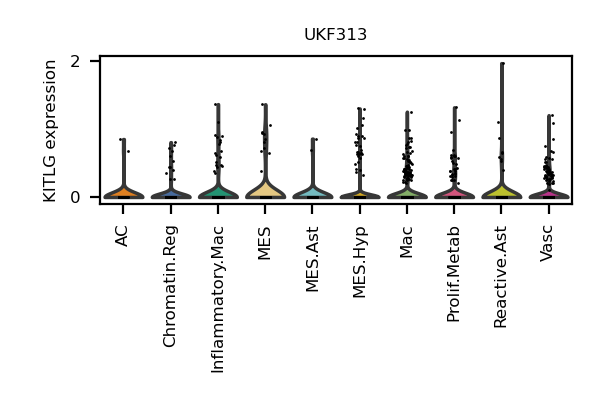 UKF313
KITLG expression
2
0
AC
Chromatin.Reg
Inflammatory.Mac
MES
MES.Ast
MES.Hyp
Mac
Prolif.Metab
Reactive.Ast
Vasc